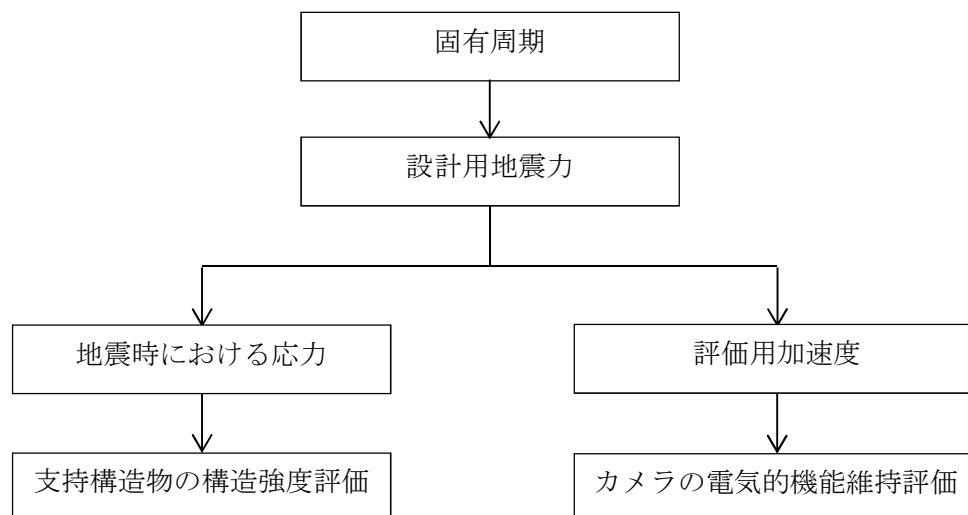 固有周期
設計用地震力
地震時における応力
評価用加速度
支持構造物の構造強度評価
カメラの電気的機能維持評価